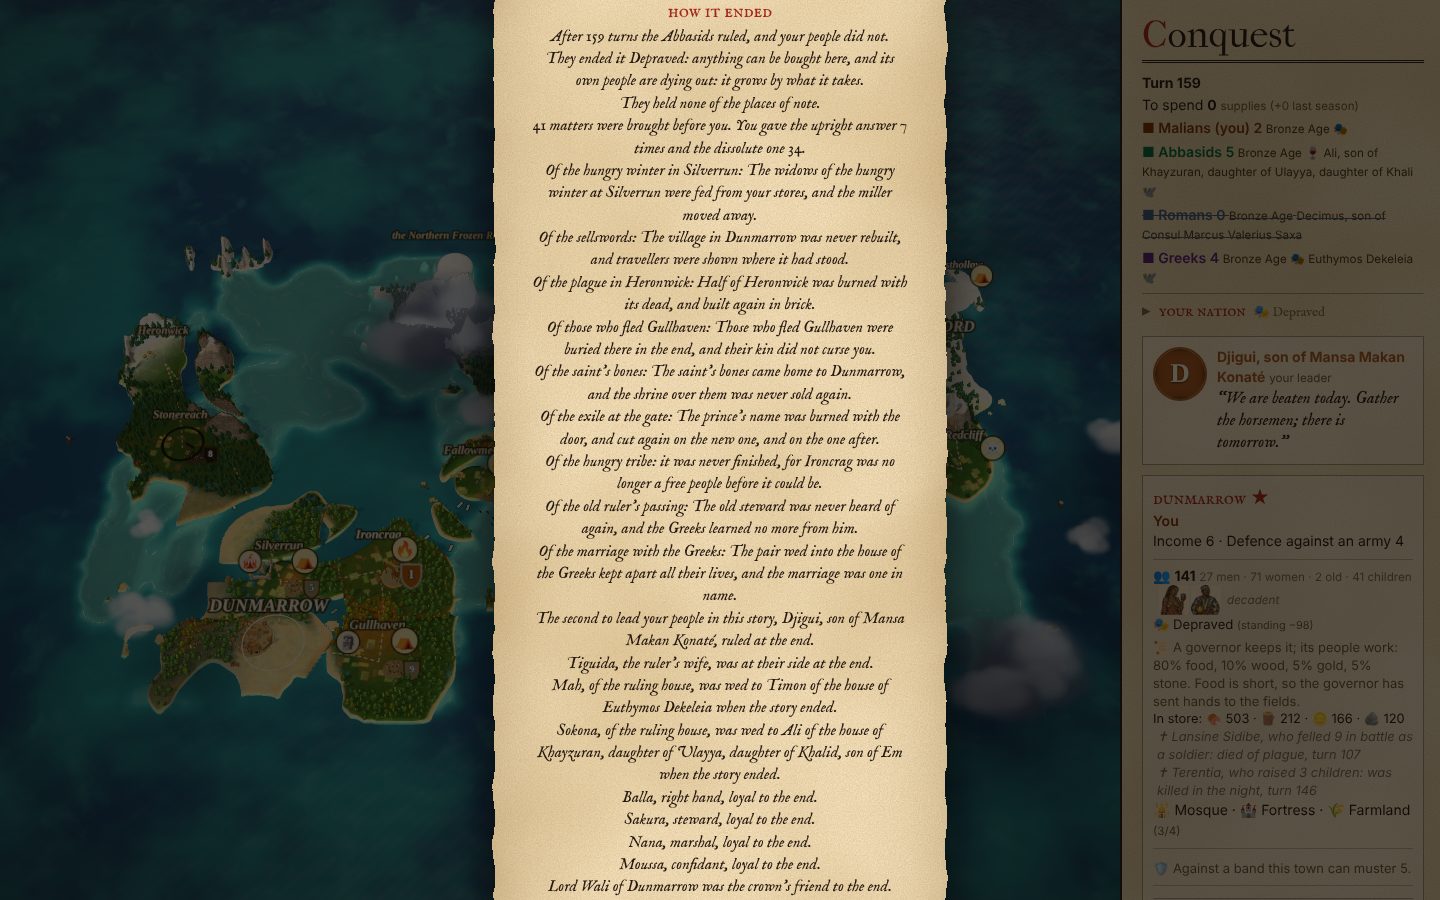 HOW IT ENDED
After 159 turns the Abbasids ruled, and your people did not.
They ended it Depraved: anything can be bought here, and its
own people are dying out: it grows by what it takes.
They held none of the places of note.
41 matters were brought before you. You gave the upright answer 7
times and the dissolute one 34.
Of the hungry winter in Silverrun: The widows of the hungry
winter at Silverrun were fed from your stores, and the miller
moved away.
Of the sellswords: The village in Dunmarrow was never rebuilt,
and travellers were shown where it had stood.
Of the plague in Heronwick: Half of Heronwick was burned with
its dead, and built again in brick.
Of those who fled Gullhaven: Those who fled Gullhaven were
buried there in the end, and their kin did not curse you.
Of the saint's bones: The saint's bones came home to Dunmarrow,
and the shrine over them was never sold again.
Of the exile at the gate: The prince's name was burned with the
door, and cut again on the new one, and on the one after.
Of the hungry tribe: it was never finished, for Ironcrag was no
longer a free people before it could be.
Of the old ruler's passing: The old steward was never heard of
again, and the Greeks learned no more from him.
Of the marriage with the Greeks: The pair wed into the house of
the Greeks kept apart all their lives, and the marriage was one in
name.
The second to lead your people in this story, Djigui, son of Mansa
Makan Konaté, ruled at the end.
Tiguida, the ruler's wife, was at their side at the end.
Mah, of the ruling house, was wed to Timon of the house of
Euthymos Dekeleia when the story ended.
Sokona, of the ruling house, was wed to Ali of the house of
Khayzuran, daughter of Ulayya, daughter of Khalid, son of Em
when the story ended.
Balla, right hand, loyal to the end.
Sakura, steward, loyal to the end.
Nana, marshal, loyal to the end.
Moussa, confidant, loyal to the end.
Lord Wali of Dunmarrow was the crown's friend to the end.
the Northern Frozen R
Heronwick
Stonereach
8
Fallowme
Silverrun
Ironcrag
1
3
DUNMARROW
Gullhaven
9
ORD
edcliff
Conquest
Turn 159
To spend 0 supplies (+0 last season)
Malians (you) 2 Bronze Age
Abbasids 5 Bronze Age Ali, son of
Khayzuran, daughter of Ulayya, daughter of Khali
Romans 0 Bronze Age Decimus, son of
Consul Marcus Valerius Saxa
Greeks 4 Bronze Age Euthymos Dekeleia
YOUR NATION Depraved
D
Djigui, son of Mansa Makan
Konaté your leader
“We are beaten today. Gather
the horsemen; there is
tomorrow.”
DUNMARROW
You
Income 6 · Defence against an army 4
141 27 men · 71 women · 2 old · 41 children
decadent
Depraved (standing −98)
A governor keeps it; its people work:
80% food, 10% wood, 5% gold, 5%
stone. Food is short, so the governor has
sent hands to the fields.
In store: 503 · 212 · 166 · 120
† Lansine Sidibe, who felled 9 in battle as
a soldier: died of plague, turn 107
† Terentia, who raised 3 children: was
killed in the night, turn 146
Mosque · Fortress · Farmland
(3/4)
Against a band this town can muster 5.